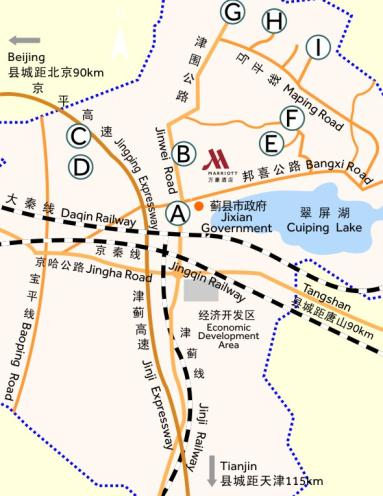 G
H
I
津围公路
马平线
Maping Road
Beijing
县城距北京90km
京平高速
Jingping Expressway
C
D
Jinwei Road
B
F
E
MARRIOTT
万豪酒店
邦喜公路 Bangxi Road
A
蓟县市政府
Jixian
Government
翠屏湖
Cuiping Lake
大秦线 Daqin Railway
京秦线
Jingqin Railway
京哈公路 Jingha Road
宝平线
Baoping Road
津蓟高速
Jinji Expressway
Tangshan
县城距唐山90km
经济开发区
Economic
Development
Area
津蓟线
Jinji Railway
Tianjin
县城距天津115km